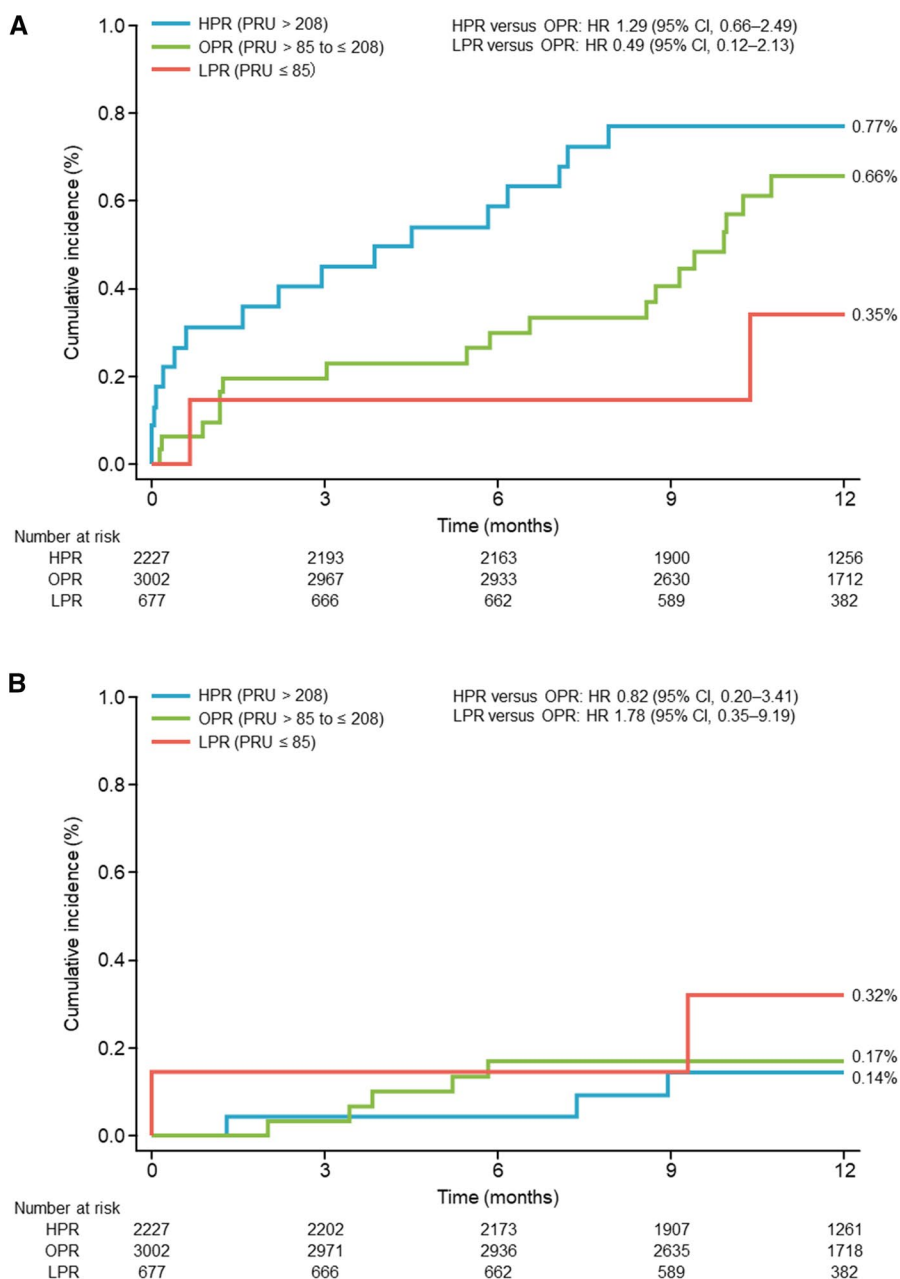 A
HPR (PRU > 208)
OPR (PRU > 85 to ≤ 208)
LPR (PRU ≤ 85)
HPR versus OPR: HR 1.29 (95% CI, 0.66–2.49)
LPR versus OPR: HR 0.49 (95% CI, 0.12–2.13)
Cumulative incidence (%)
1.0
0.8
0.6
0.4
0.2
0.0
0.77%
0.66%
0.35%
0 3 6 9 12
Time (months)
Number at risk
HPR 2227 2193 2163 1900 1256
OPR 3002 2967 2933 2630 1712
LPR 677 666 662 589 382
B
HPR (PRU > 208)
OPR (PRU > 85 to ≤ 208)
LPR (PRU ≤ 85)
HPR versus OPR: HR 0.82 (95% CI, 0.20–3.41)
LPR versus OPR: HR 1.78 (95% CI, 0.35–9.19)
Cumulative incidence (%)
1.0
0.8
0.6
0.4
0.2
0.0
0.32%
0.17%
0.14%
0 3 6 9 12
Time (months)
Number at risk
HPR 2227 2202 2173 1907 1261
OPR 3002 2971 2936 2635 1718
LPR 677 666 662 589 382